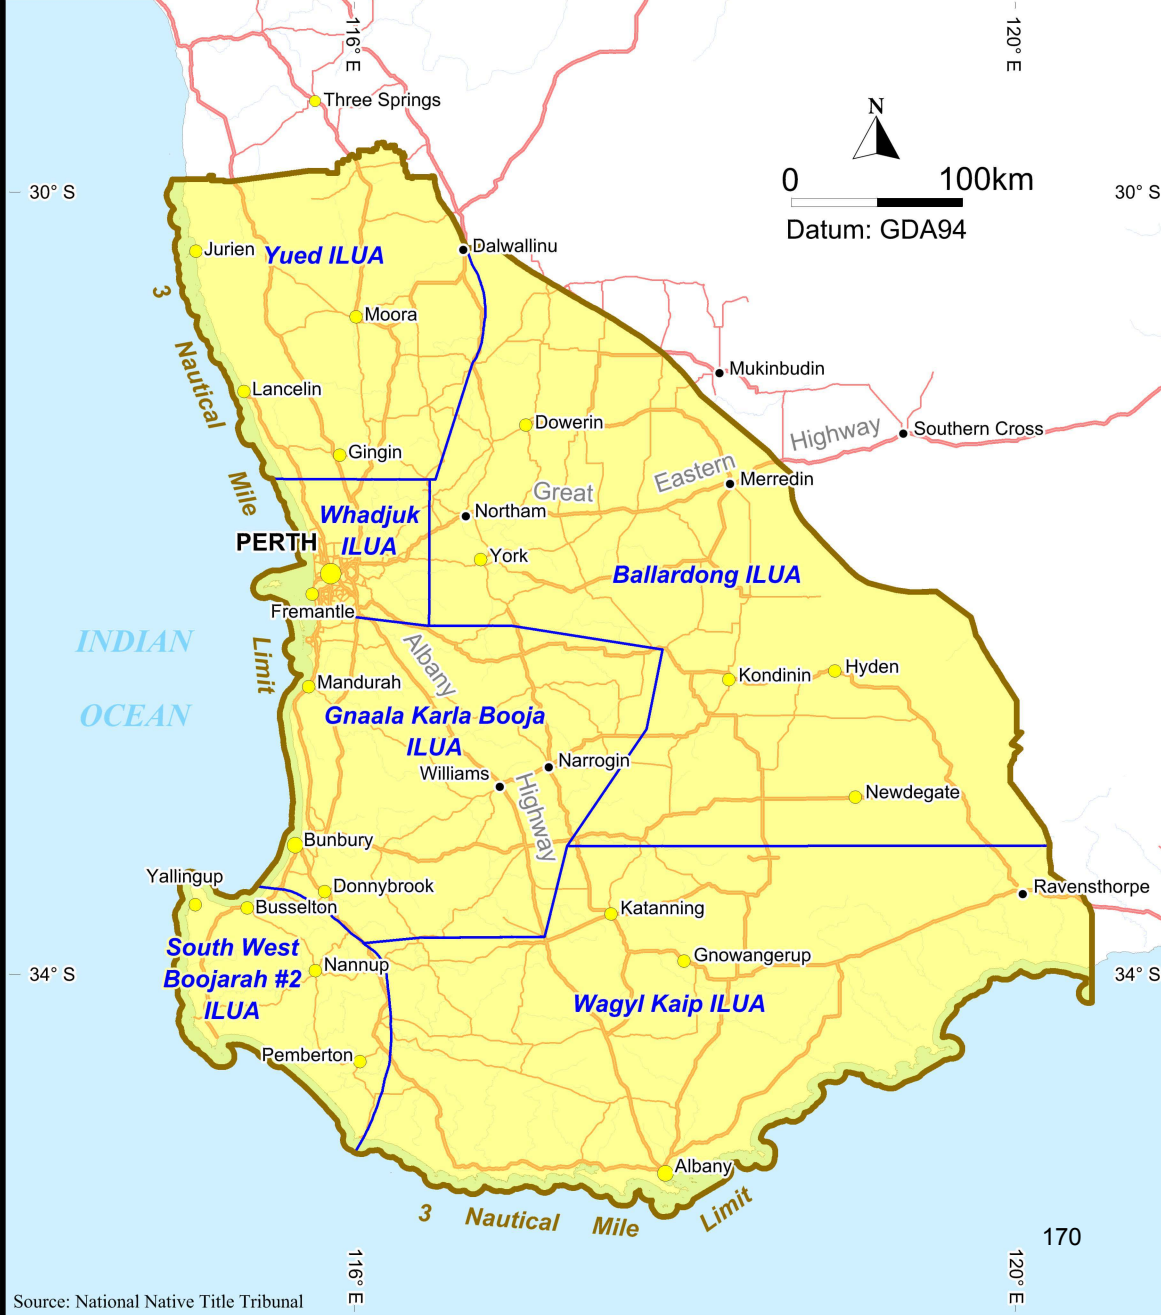 116° E
120° E
Three Springs
N
0 100km
Datum: GDA94
30° S
30° S
Jurien
Yued ILUA
Dalwallinu
3 Nautical Mile Limit
Moora
Mukinbudin
Lancelin
Dowerin
Southern Cross
Great Eastern Highway
Gingin
Merredin
Whadjuk
ILUA
Northam
PERTH
York
Ballardong ILUA
Fremantle
INDIAN
OCEAN
Albany Highway
Mandurah
Kondinin
Hyden
Gnaala Karla Booja
ILUA
Narrogin
Williams
Newdegate
Bunbury
Yallingup
Donnybrook
Busselton
Katanning
Ravensthorpe
South West
Boojarah #2
ILUA
Nannup
Gnowangerup
34° S
34° S
Wagyl Kaip ILUA
Pemberton
Albany
3 Nautical Mile Limit
170
116° E
120° E
Source: National Native Title Tribunal